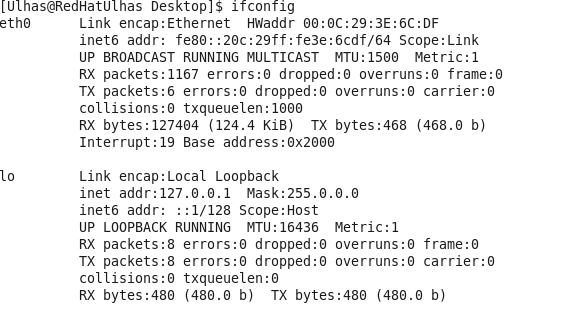 [Ulhas@RedHatUlhas Desktop]$ ifconfig
eth0      Link encap:Ethernet  HWaddr 00:0C:29:3E:6C:DF
          inet6 addr: fe80::20c:29ff:fe3e:6cdf/64 Scope:Link
          UP BROADCAST RUNNING MULTICAST  MTU:1500  Metric:1
          RX packets:1167 errors:0 dropped:0 overruns:0 frame:0
          TX packets:6 errors:0 dropped:0 overruns:0 carrier:0
          collisions:0 txqueuelen:1000
          RX bytes:127404 (124.4 KiB)  TX bytes:468 (468.0 b)
          Interrupt:19 Base address:0x2000

lo        Link encap:Local Loopback
          inet addr:127.0.0.1  Mask:255.0.0.0
          inet6 addr: ::1/128 Scope:Host
          UP LOOPBACK RUNNING  MTU:16436  Metric:1
          RX packets:8 errors:0 dropped:0 overruns:0 frame:0
          TX packets:8 errors:0 dropped:0 overruns:0 carrier:0
          collisions:0 txqueuelen:0
          RX bytes:480 (480.0 b)  TX bytes:480 (480.0 b)